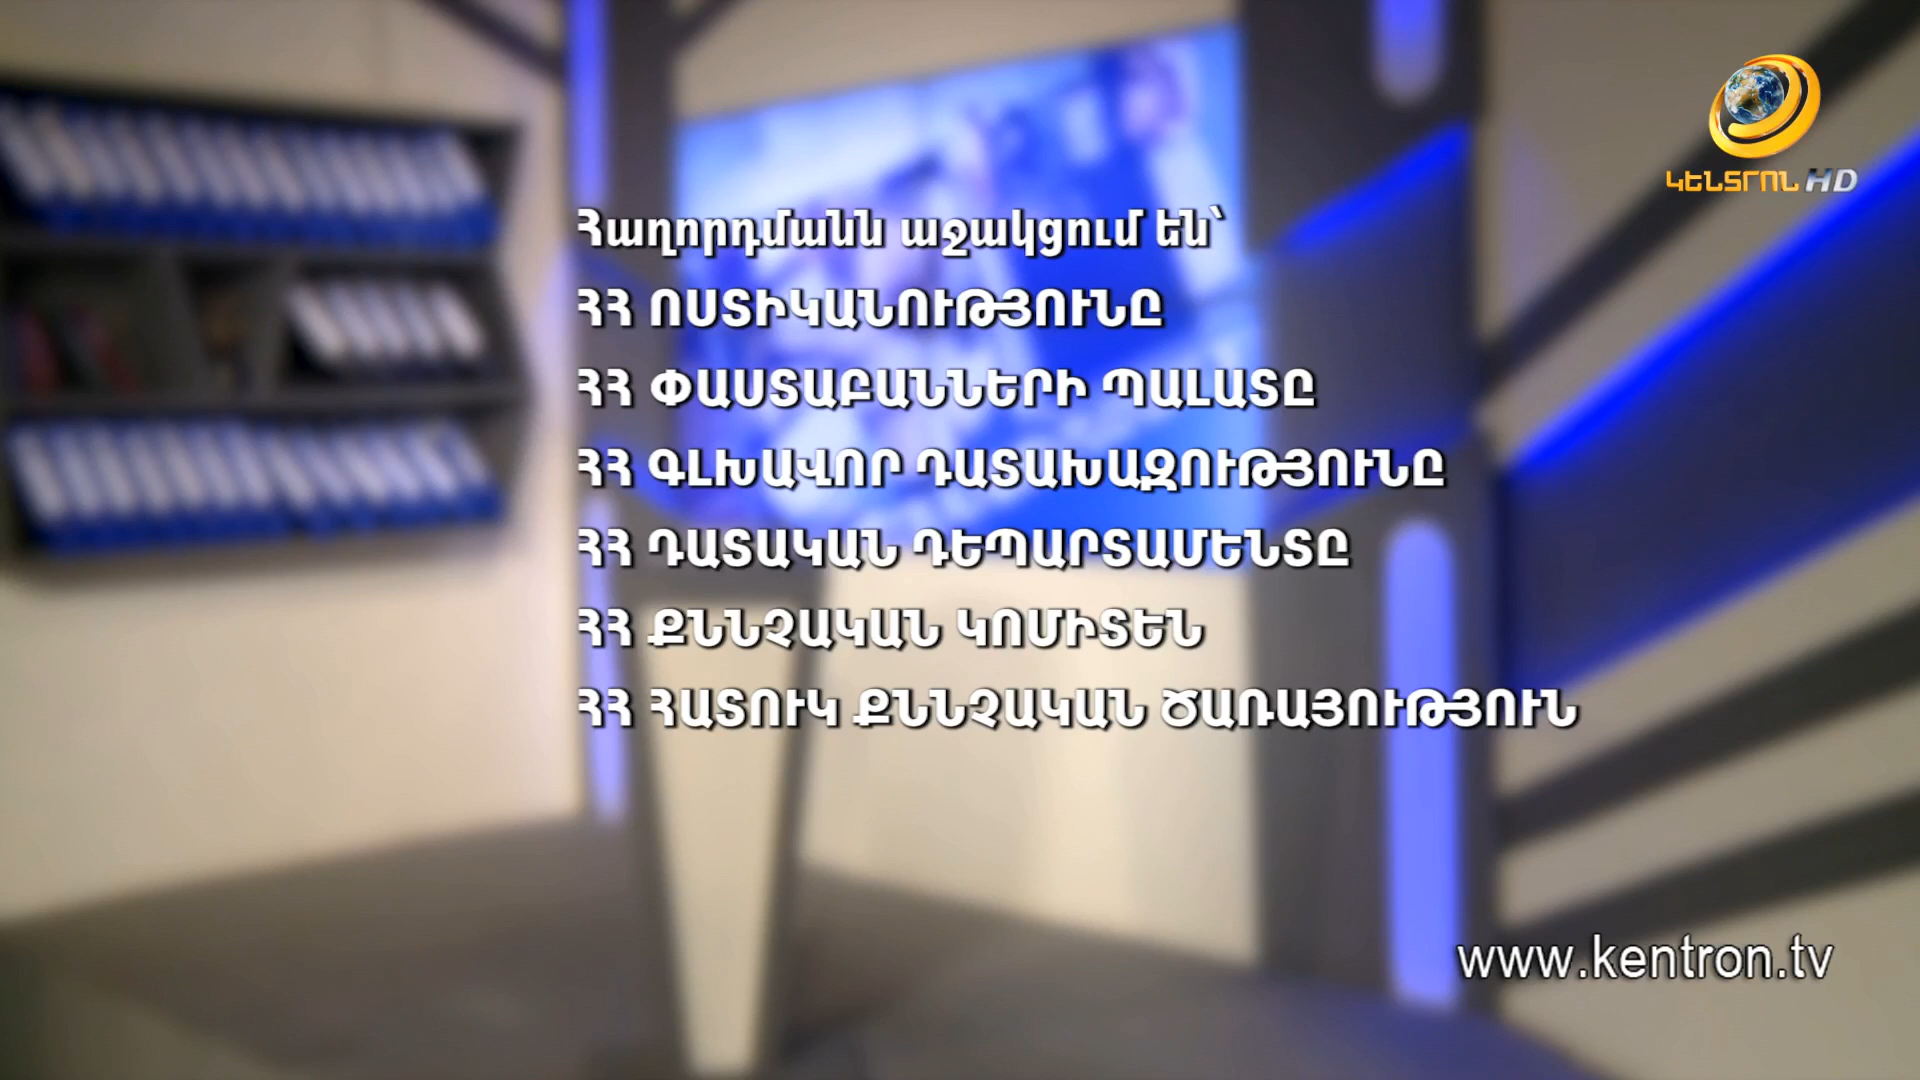 ԿԵՆՏՐՈՆ HD
Հաղորդմանն աջակցում են՝
ՀՀ ՈՍՏԻԿԱՆՈՒԹՅՈՒՆԸ
ՀՀ ՓԱՍՏԱԲԱՆՆԵՐԻ ՊԱԼԱՏԸ
ՀՀ ԳԼԽԱՎՈՐ ԴԱՏԱԽԱԶՈՒԹՅՈՒՆԸ
ՀՀ ԴԱՏԱԿԱՆ ԴԵՊԱՐՏԱՄԵՆՏԸ
ՀՀ ՔՆՆՉԱԿԱՆ ԿՈՄԻՏԵՆ
ՀՀ ՀԱՏՈՒԿ ՔՆՆՉԱԿԱՆ ԾԱՌԱՅՈՒԹՅՈՒՆ
www.kentron.tv